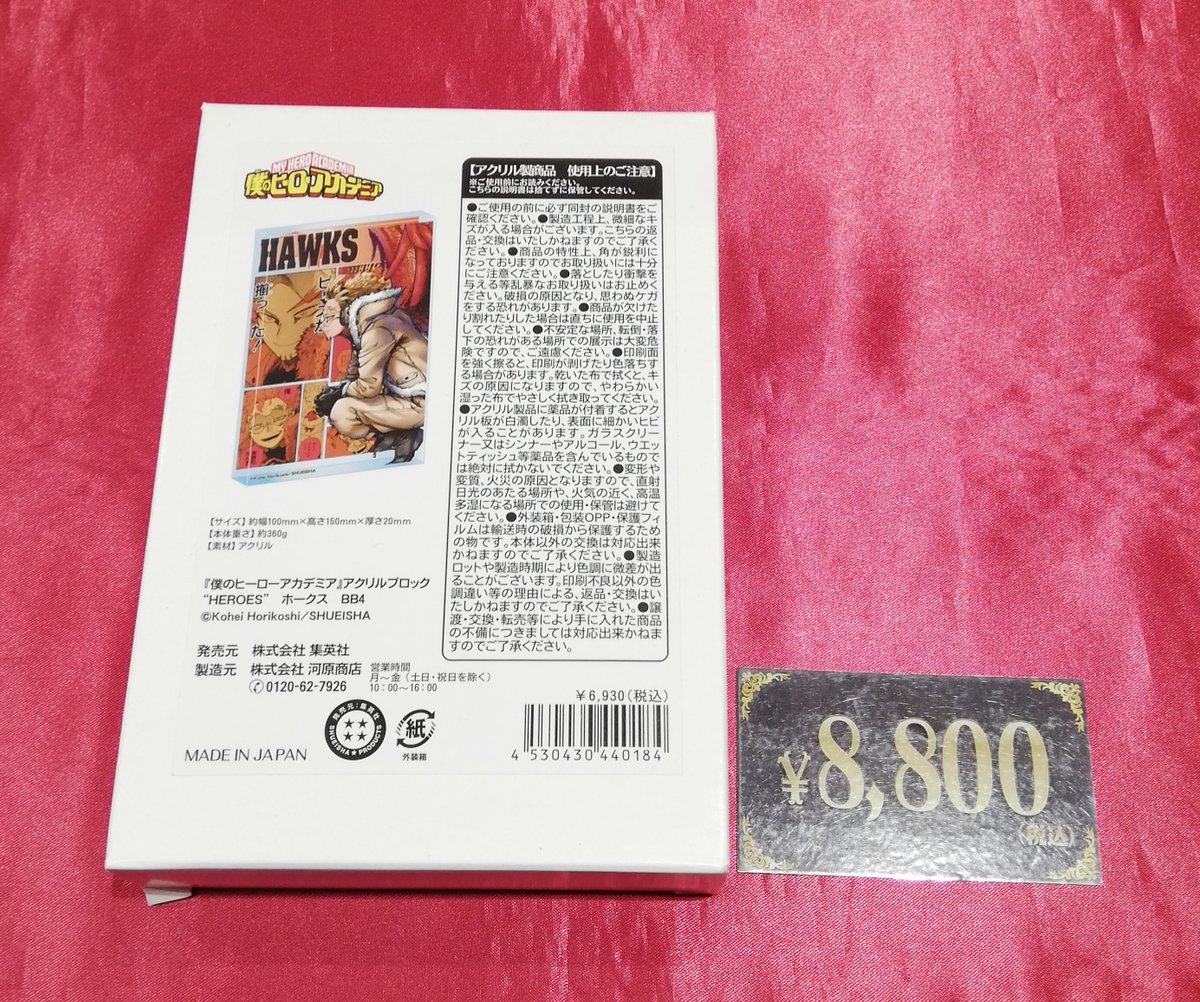 MY HERO ACADEMIA
僕のヒーローアカデミア
HAWKS
揃った!
©Kohei Horikoshi/SHUEISHA
【サイズ】約幅100mm×高さ150mm×厚さ20mm
【本体重さ】約360g
【素材】アクリル
『僕のヒーローアカデミア』アクリルブロック
“HEROES” ホークス BB4
©Kohei Horikoshi/SHUEISHA
発売元 株式会社 集英社
製造元 株式会社 河原商店
0120-62-7926
営業時間
月～金(土日・祝日を除く)
10:00～16:00
MADE IN JAPAN
発売元:集英社
SHUEISHA★PRODUCTS
紙
外装箱
【アクリル製商品 使用上のご注意】
※ご使用前にお読みください。
こちらの説明書は捨てずに保管してください。
●ご使用の前に必ず同封の説明書をご
確認ください。●製造工程上、微細なキ
ズが入る場合がございます。こちらの返
品・交換はいたしかねますのでご了承く
ださい。●商品の特性上、角が鋭利に
なっておりますのでお取り扱いには十分
にご注意ください。●落としたり衝撃を
与える等乱暴なお取り扱いはお止めく
ださい。破損の原因となり、思わぬケガ
をする恐れがあります。●商品が欠けた
り割れたりした場合は直ちに使用を中止
してください。●不安定な場所、転倒・落
下の恐れがある場所での展示は大変危
険ですので、ご遠慮ください。●印刷面
を強く擦ると、印刷が剥げたり色落ちす
る場合があります。乾いた布で拭くと、キ
ズの原因になりますので、やわらかい
湿った布でやさしく拭き取ってください。
●アクリル製品に薬品が付着するとアク
リル板が白濁したり、表面に細かいヒビ
が入ることがあります。ガラスクリー
ナー又はシンナーやアルコール、ウエッ
トティッシュ等薬品を含んでいるもので
は絶対に拭かないでください。●変形や
変質、火災の原因となりますので、直射
日光のあたる場所や、火気の近く、高温
多湿になる場所での使用・保管は避けて
ください。●外装箱・包装OPP・保護フィ
ルムは輸送時の破損から保護するため
の物です。本体以外の交換は対応出来
かねますのでご了承ください。●製造
ロットや製造時期により色調に微差が出
ることがございます。印刷不良以外の色
調違い等の理由による、返品・交換はい
たしかねますのでご了承ください。●譲
渡・交換・転売等により手に入れた商品
の不備につきましては対応出来かねま
すのでご了承ください。
¥6,930(税込)
4 530430 440184
¥8,800
(税込)